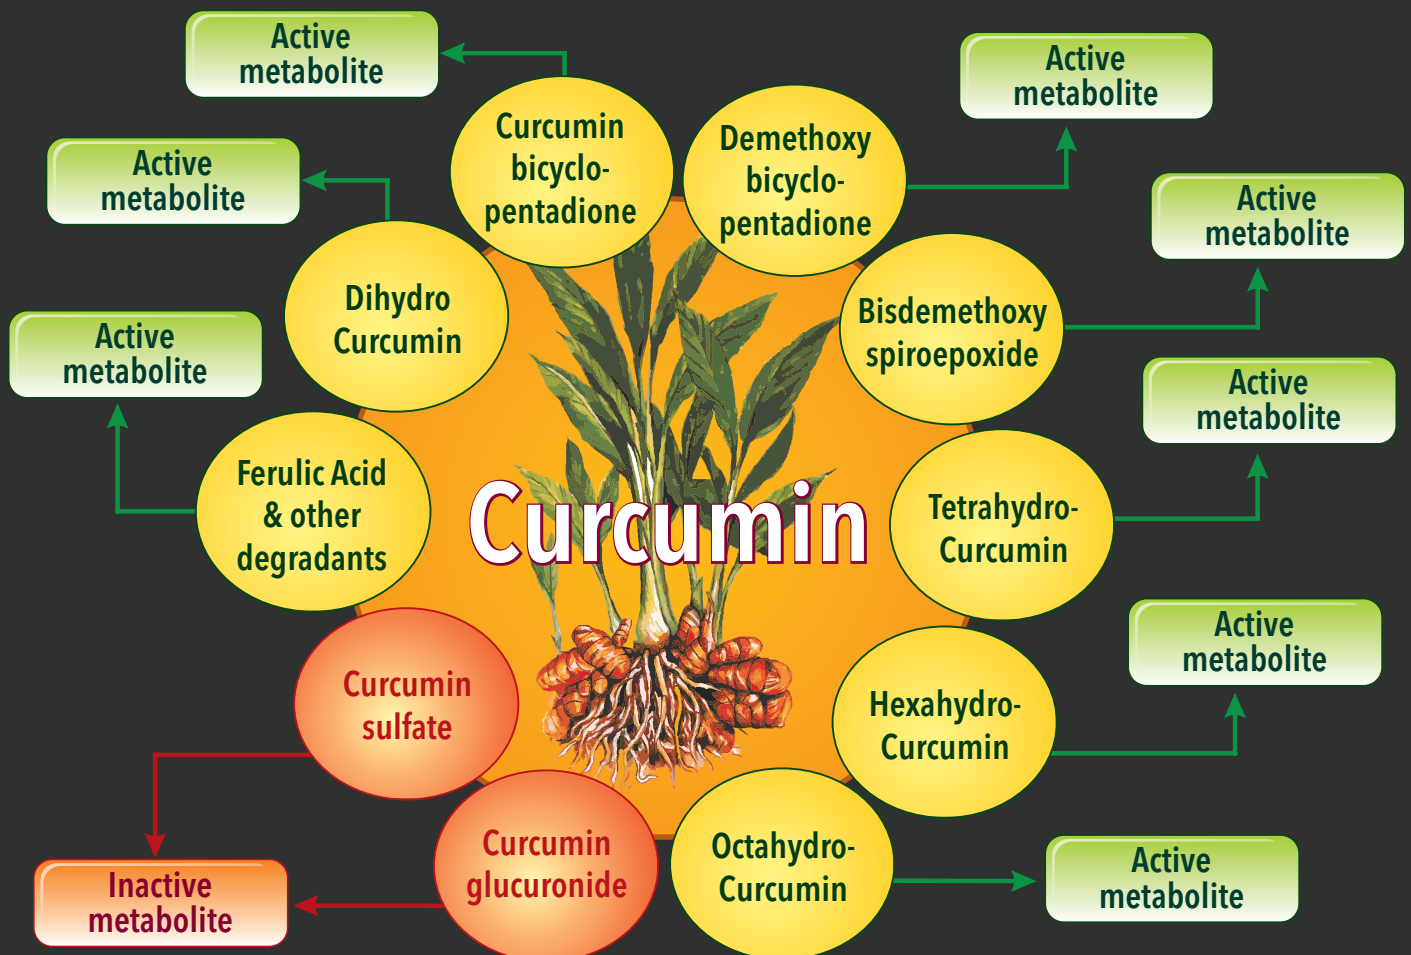 Active
metabolite
Active
metabolite
Curcumin
bicyclo-
pentadione
Demethoxy
bicyclo-
pentadione
Active
metabolite
Active
metabolite
Dihydro
Curcumin
Bisdemethoxy
spiroepoxide
Active
metabolite
Active
metabolite
Ferulic Acid
& other
degradants
Curcumin
Tetrahydro-
Curcumin
Active
metabolite
Curcumin
sulfate
Hexahydro-
Curcumin
Active
metabolite
Inactive
metabolite
Curcumin
glucuronide
Octahydro-
Curcumin
Active
metabolite